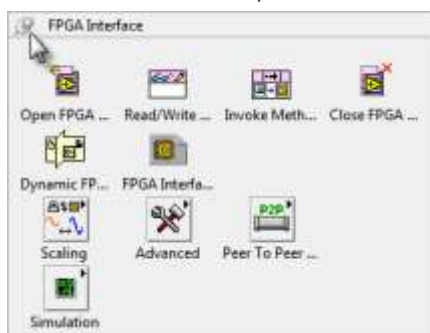 FPGA Interface
Open FPGA ... Read/Write ... Invoke Meth... Close FPGA ...
Dynamic FP... FPGA Interfa...
P2P
Scaling Advanced Peer To Peer ...
Simulation